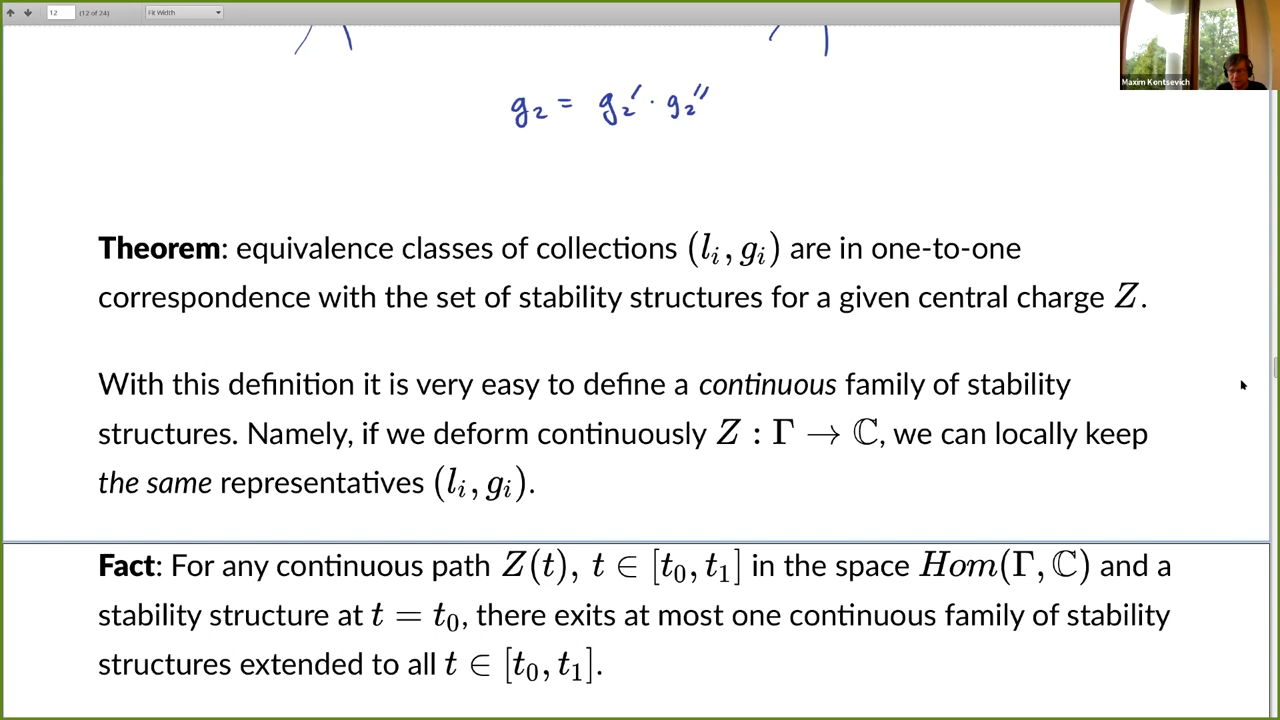 12 (12 of 24) Fit Width
Maxim Kontsevich
g₂ = g₂′ · g₂″
Theorem: equivalence classes of collections (lᵢ, gᵢ) are in one-to-one
correspondence with the set of stability structures for a given central charge Z.
With this definition it is very easy to define a continuous family of stability
structures. Namely, if we deform continuously Z : Γ → ℂ, we can locally keep
the same representatives (lᵢ, gᵢ).
Fact: For any continuous path Z(t), t ∈ [t₀, t₁] in the space Hom(Γ, ℂ) and a
stability structure at t = t₀, there exits at most one continuous family of stability
structures extended to all t ∈ [t₀, t₁].